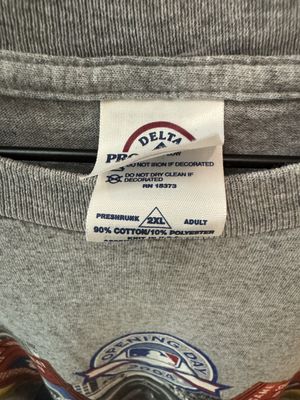 DELTA
PRO
DO NOT IRON IF DECORATED
DO NOT DRY CLEAN IF
DECORATED
RN 15373
PRESHRUNK 2XL ADULT
90% COTTON/10% POLYESTER
OPENING DAY